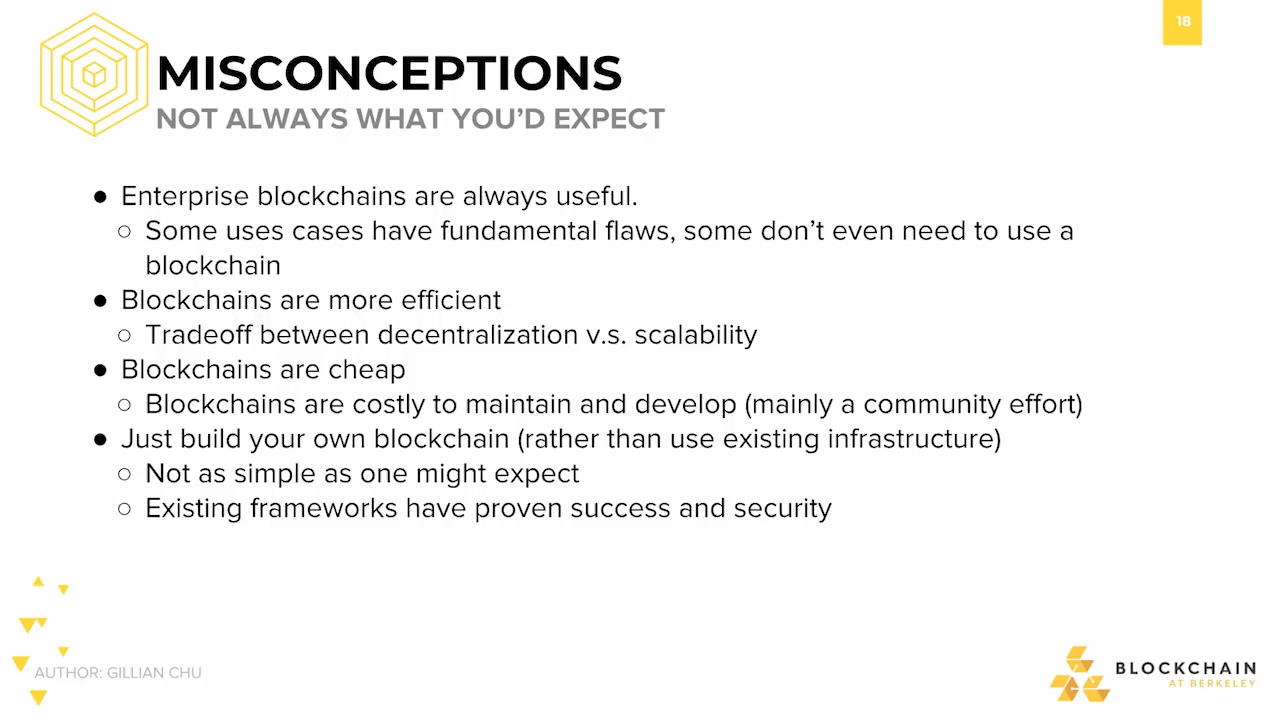 18
MISCONCEPTIONS
NOT ALWAYS WHAT YOU'D EXPECT
● Enterprise blockchains are always useful.
○ Some uses cases have fundamental flaws, some don't even need to use a
blockchain
● Blockchains are more efficient
○ Tradeoff between decentralization v.s. scalability
● Blockchains are cheap
○ Blockchains are costly to maintain and develop (mainly a community effort)
● Just build your own blockchain (rather than use existing infrastructure)
○ Not as simple as one might expect
○ Existing frameworks have proven success and security
AUTHOR: GILLIAN CHU
BLOCKCHAIN
AT BERKELEY